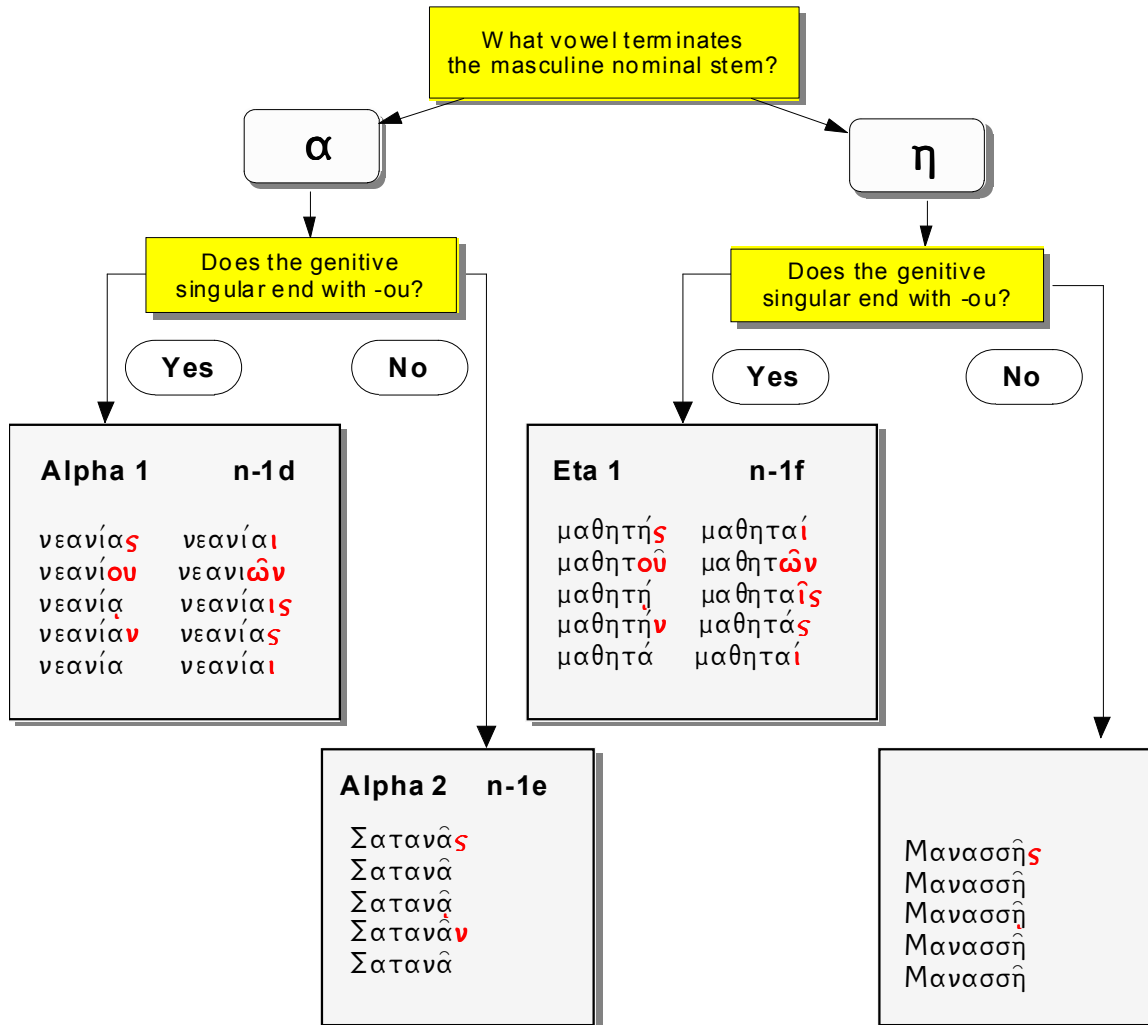 What vowel terminates
the masculine nominal stem?
α
η
Does the genitive
singular end with -ou?
Does the genitive
singular end with -ou?
Yes
No
Yes
No
Alpha 1 n-1d
νεανίας νεανίαι
νεανίου νεανιῶν
νεανίᾳ νεανίαις
νεανίαν νεανίας
νεανία νεανίαι
Eta 1 n-1f
μαθητής μαθηταί
μαθητοῦ μαθητῶν
μαθητῄ μαθηταῖς
μαθητήν μαθητάς
μαθητά μαθηταί
Alpha 2 n-1e
Σατανᾶς
Σατανᾶ
Σατανᾷ
Σατανᾶν
Σατανᾶ
Μανασσῆς
Μανασσῆ
Μανασσῇ
Μανασσῆ
Μανασσῆ